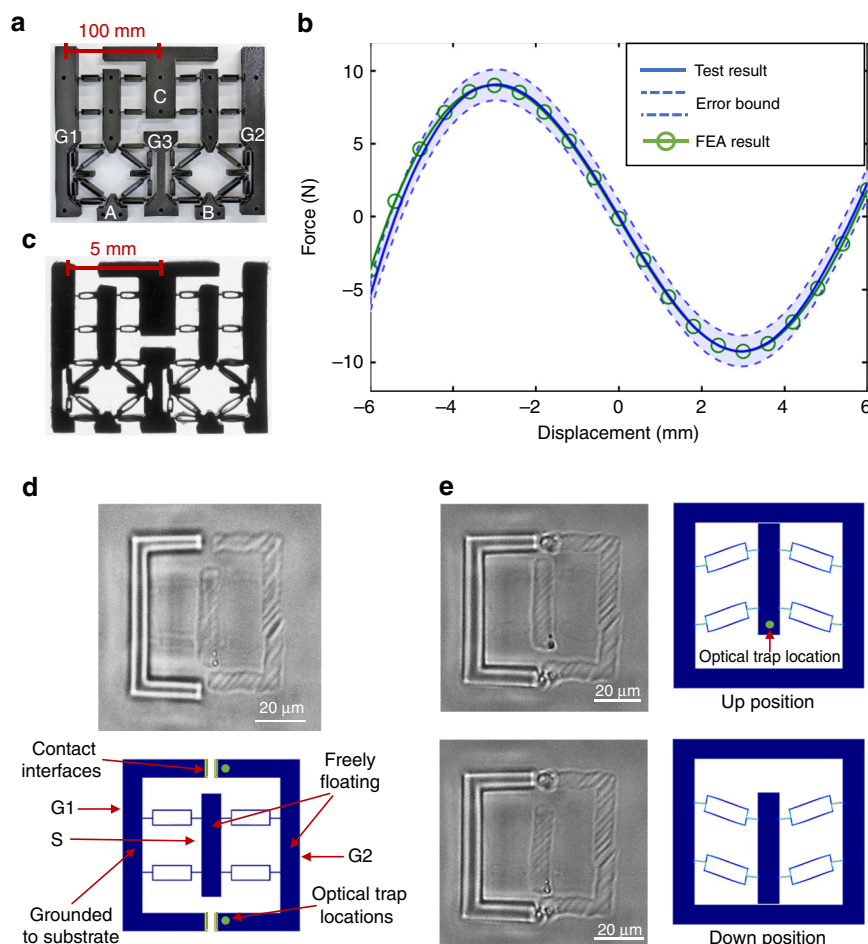 a
100 mm
C
G1
G3
G2
A
B
b
10
5
0
−5
−10
Force (N)
−6
−4
−2
0
2
4
6
Displacement (mm)
Test result
Error bound
FEA result
c
5 mm
d
20 μm
Contact
interfaces
Freely
floating
G1
S
G2
Grounded
to substrate
Optical trap
locations
e
20 μm
Optical trap location
Up position
20 μm
Down position